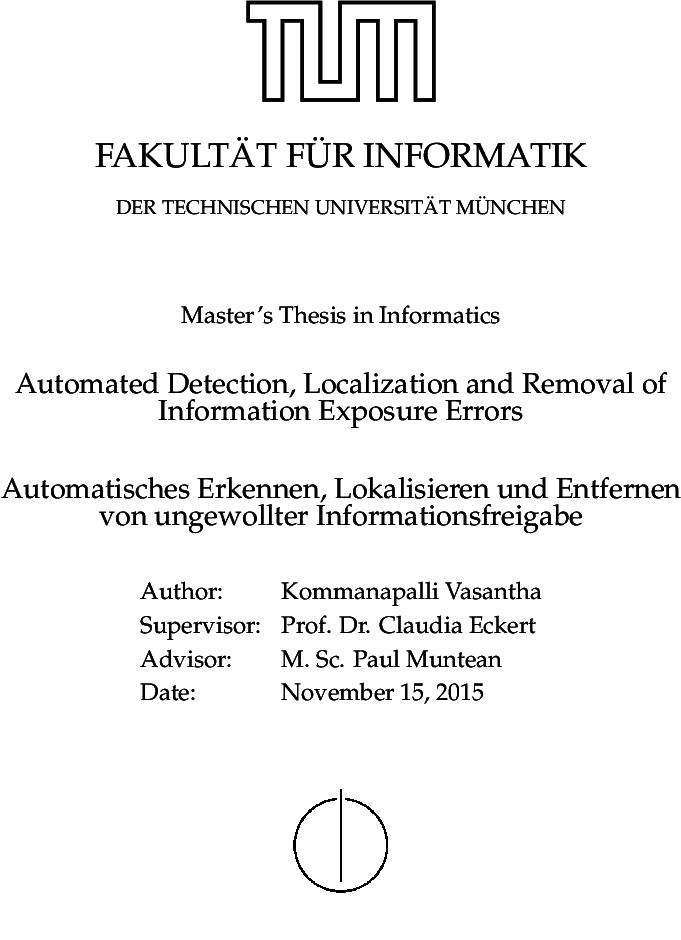 TUM
FAKULTÄT FÜR INFORMATIK
DER TECHNISCHEN UNIVERSITÄT MÜNCHEN
Master's Thesis in Informatics
Automated Detection, Localization and Removal of
Information Exposure Errors
Automatisches Erkennen, Lokalisieren und Entfernen
von ungewollter Informationsfreigabe
Author: Kommanapalli Vasantha
Supervisor: Prof. Dr. Claudia Eckert
Advisor: M. Sc. Paul Muntean
Date: November 15, 2015